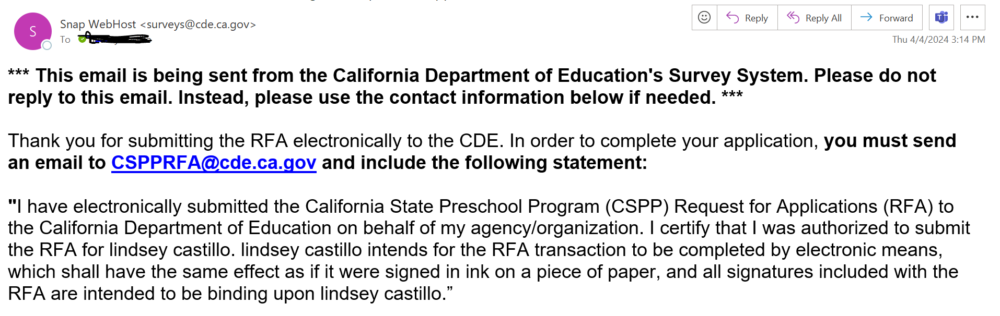 S
Snap WebHost <surveys@cde.ca.gov>
Reply
Reply All
Forward
To
Thu 4/4/2024 3:14 PM
*** This email is being sent from the California Department of Education's Survey System. Please do not
reply to this email. Instead, please use the contact information below if needed. ***
Thank you for submitting the RFA electronically to the CDE. In order to complete your application, you must send
an email to CSPPRFA@cde.ca.gov and include the following statement:
"I have electronically submitted the California State Preschool Program (CSPP) Request for Applications (RFA) to
the California Department of Education on behalf of my agency/organization. I certify that I was authorized to submit
the RFA for lindsey castillo. lindsey castillo intends for the RFA transaction to be completed by electronic means,
which shall have the same effect as if it were signed in ink on a piece of paper, and all signatures included with the
RFA are intended to be binding upon lindsey castillo.”